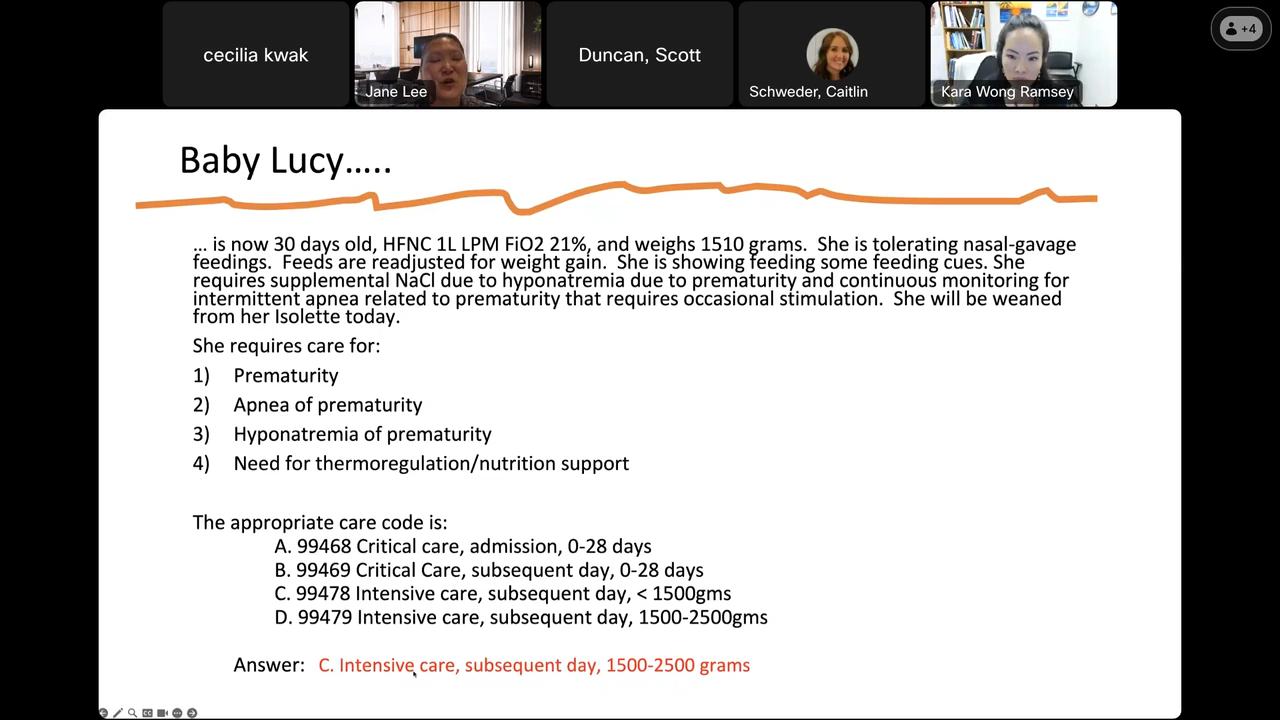 cecilia kwak
Jane Lee
Duncan, Scott
Schweder, Caitlin
Kara Wong Ramsey
+4
Baby Lucy…..
… is now 30 days old, HFNC 1L LPM FiO2 21%, and weighs 1510 grams.  She is tolerating nasal-gavage
feedings.  Feeds are readjusted for weight gain.  She is showing feeding some feeding cues. She
requires supplemental NaCl due to hyponatremia due to prematurity and continuous monitoring for
intermittent apnea related to prematurity that requires occasional stimulation.  She will be weaned
from her Isolette today.
She requires care for:
1) Prematurity
2) Apnea of prematurity
3) Hyponatremia of prematurity
4) Need for thermoregulation/nutrition support
The appropriate care code is:
A. 99468 Critical care, admission, 0-28 days
B. 99469 Critical Care, subsequent day, 0-28 days
C. 99478 Intensive care, subsequent day, < 1500gms
D. 99479 Intensive care, subsequent day, 1500-2500gms
Answer: C. Intensive care, subsequent day, 1500-2500 grams